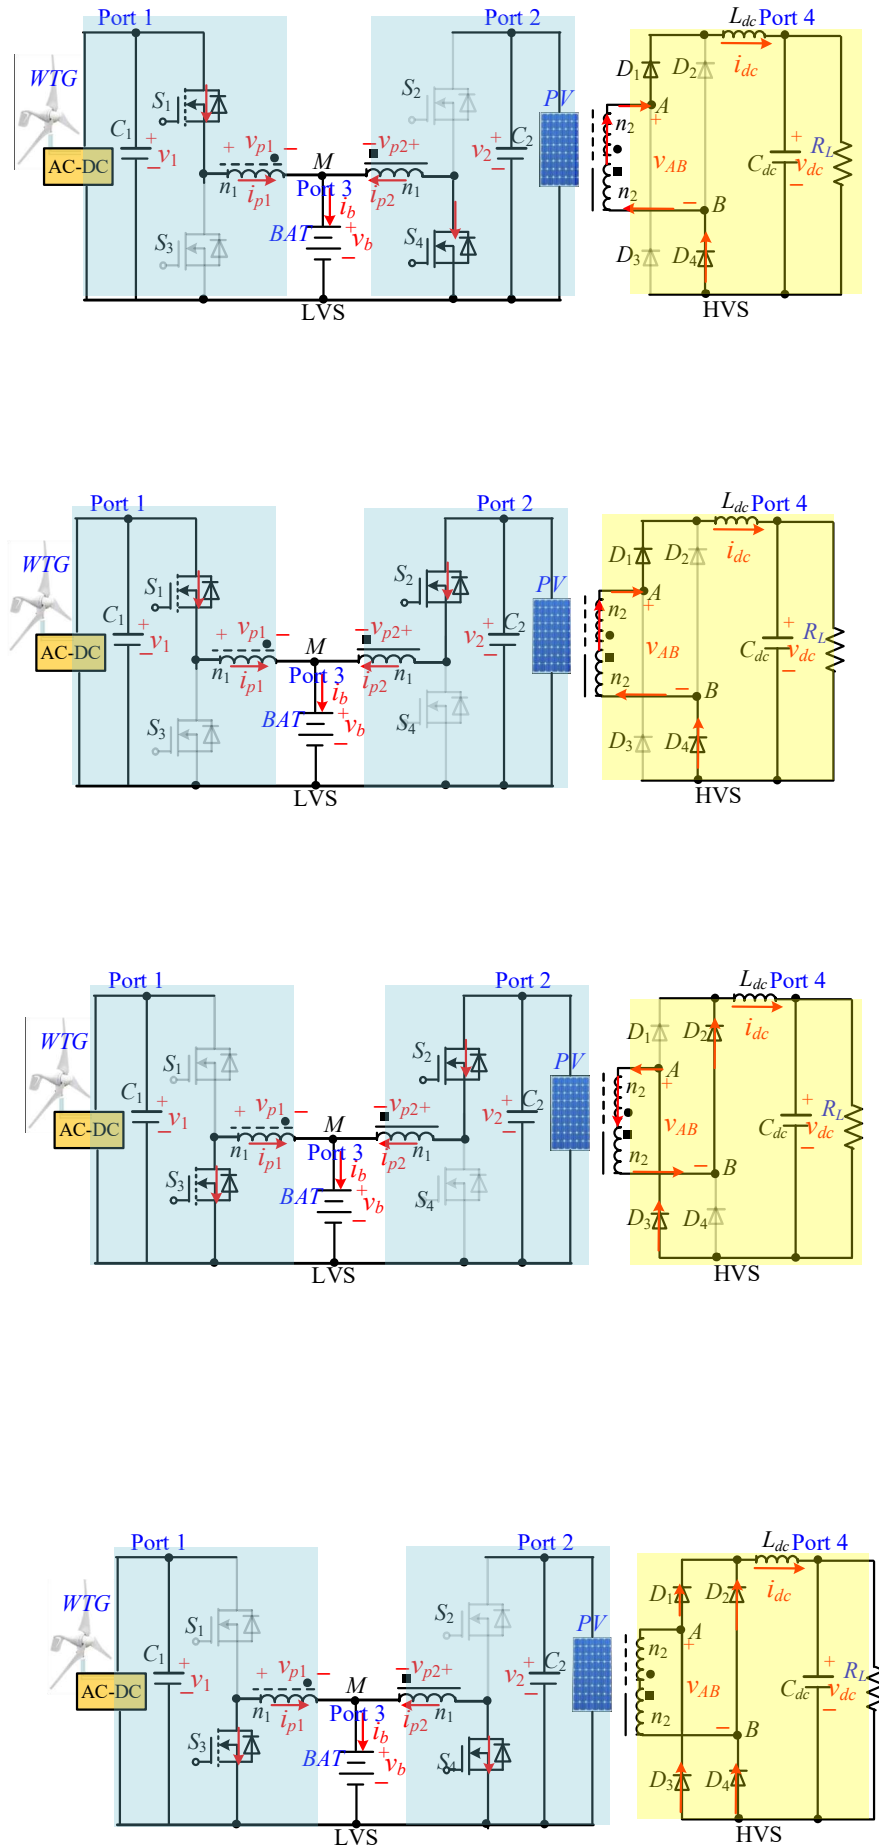 Port 1 Port 2 L_dc Port 4
WTG S1 S2 PV D1 D2 i_dc
C1 + v1 − AC-DC + v_p1 − M − v_p2 + v2 + − C2 n2 A + v_AB C_dc + v_dc − R_L
n1 i_p1 Port 3 i_b i_p2 n1 n2 − B
S3 BAT + v_b − S4 D3 D4
LVS HVS
Port 1 Port 2 L_dc Port 4
WTG S1 S2 PV D1 D2 i_dc
C1 + v1 − AC-DC + v_p1 − M − v_p2 + v2 + − C2 n2 A + v_AB C_dc + v_dc − R_L
n1 i_p1 Port 3 i_b i_p2 n1 n2 − B
S3 BAT + v_b − S4 D3 D4
LVS HVS
Port 1 Port 2 L_dc Port 4
WTG S1 S2 PV D1 D2 i_dc
C1 + v1 − AC-DC + v_p1 − M − v_p2 + v2 + − C2 n2 A + v_AB C_dc + v_dc − R_L
n1 i_p1 Port 3 i_b i_p2 n1 n2 − B
S3 BAT + v_b − S4 D3 D4
LVS HVS
Port 1 Port 2 L_dc Port 4
WTG S1 S2 PV D1 D2 i_dc
C1 + v1 − AC-DC + v_p1 − M − v_p2 + v2 + − C2 n2 A + v_AB C_dc + v_dc − R_L
n1 i_p1 Port 3 i_b i_p2 n1 n2 − B
S3 BAT + v_b − S4 D3 D4
LVS HVS